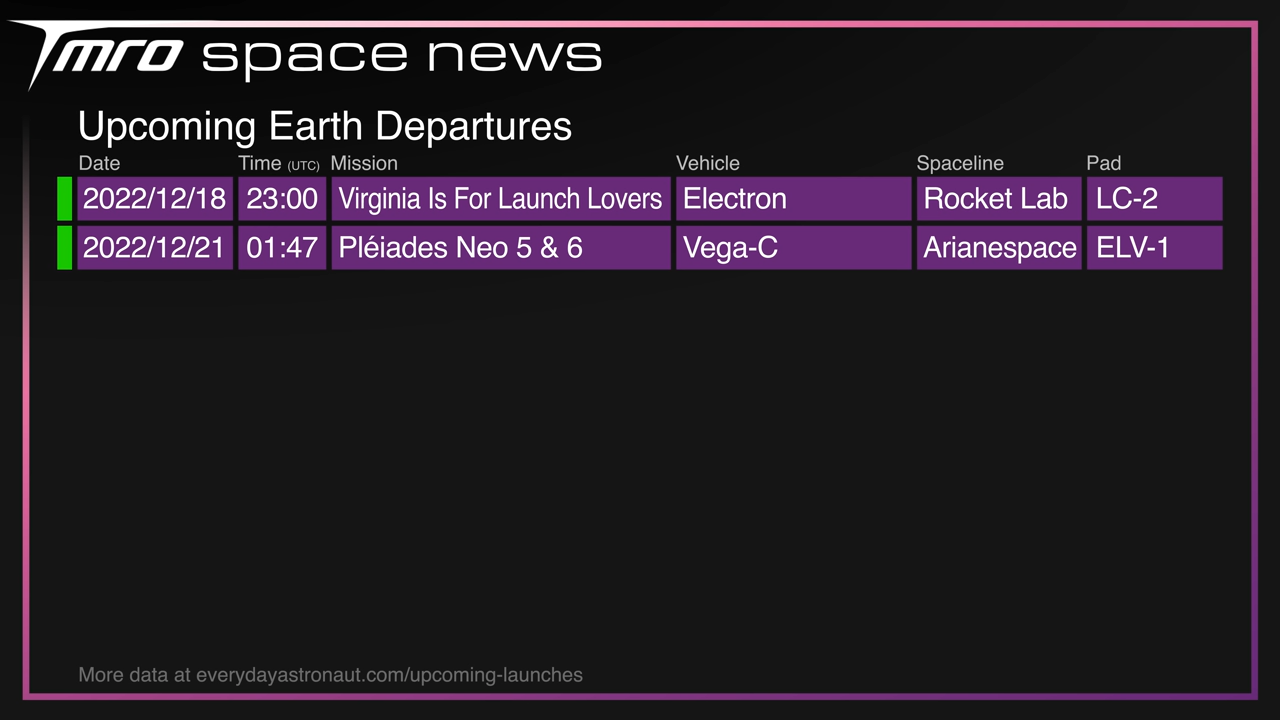 Tmro space news
Upcoming Earth Departures
Date Time (UTC) Mission Vehicle Spaceline Pad
2022/12/18 23:00 Virginia Is For Launch Lovers Electron Rocket Lab LC-2
2022/12/21 01:47 Pléiades Neo 5 & 6 Vega-C Arianespace ELV-1
More data at everydayastronaut.com/upcoming-launches